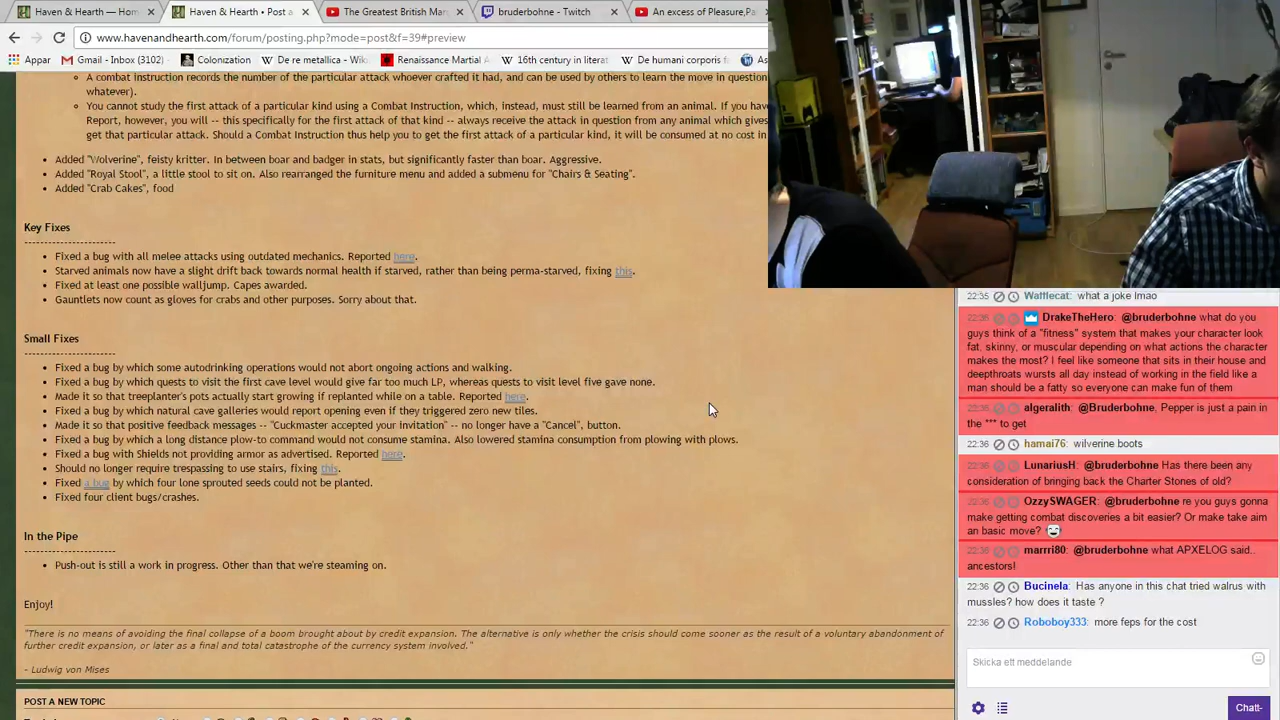 Haven & Hearth — Hom
Haven & Hearth • Post a
The Greatest British Mar
bruderbohne - Twitch
An excess of Pleasure,Pai
www.havenandhearth.com/forum/posting.php?mode=post&f=39#preview
Appar
Gmail - Inbox (3102)
Colonization
De re metallica - Wiki
Renaissance Martial A
16th century in literat
De humani corporis fa
As
A combat instruction records the number of the particular attack whoever crafted it had, and can be used by others to learn the move in question
whatever).
You cannot study the first attack of a particular kind using a Combat Instruction, which, instead, must still be learned from an animal. If you have
Report, however, you will -- this specifically for the first attack of that kind -- always receive the attack in question from any animal which gives
get that particular attack. Should a Combat Instruction thus help you to get the first attack of a particular kind, it will be consumed at no cost in
Added "Wolverine", feisty kritter. In between boar and badger in stats, but significantly faster than boar. Aggressive.
Added "Royal Stool", a little stool to sit on. Also rearranged the furniture menu and added a submenu for "Chairs & Seating".
Added "Crab Cakes", food
Key Fixes
------------------------
Fixed a bug with all melee attacks using outdated mechanics. Reported here.
Starved animals now have a slight drift back towards normal health if starved, rather than being perma-starved, fixing this.
Fixed at least one possible walljump. Capes awarded.
Gauntlets now count as gloves for crabs and other purposes. Sorry about that.
Small Fixes
------------------------
Fixed a bug by which some autodrinking operations would not abort ongoing actions and walking.
Fixed a bug by which quests to visit the first cave level would give far too much LP, whereas quests to visit level five gave none.
Made it so that treeplanter's pots actually start growing if replanted while on a table. Reported here.
Fixed a bug by which natural cave galleries would report opening even if they triggered zero new tiles.
Made it so that positive feedback messages -- "Cuckmaster accepted your invitation" -- no longer have a "Cancel", button.
Fixed a bug by which a long distance plow-to command would not consume stamina. Also lowered stamina consumption from plowing with plows.
Fixed a bug with Shields not providing armor as advertised. Reported here.
Should no longer require trespassing to use stairs, fixing this.
Fixed a bug by which four lone sprouted seeds could not be planted.
Fixed four client bugs/crashes.
In the Pipe
------------------------
Push-out is still a work in progress. Other than that we're steaming on.
Enjoy!
"There is no means of avoiding the final collapse of a boom brought about by credit expansion. The alternative is only whether the crisis should come sooner as the result of a voluntary abandonment of
further credit expansion, or later as a final and total catastrophe of the currency system involved."
- Ludwig von Mises
POST A NEW TOPIC
22:35 Wafflecat: what a joke lmao
22:36 DrakeTheHero: @bruderbohne what do you
guys think of a "fitness" system that makes your character look
fat, skinny, or muscular depending on what actions the character
makes the most? I feel like someone that sits in their house and
deepthroats wursts all day instead of working in the field like a
man should be a fatty so everyone can make fun of them
22:36 algeralith: @Bruderbohne, Pepper is just a pain in
the *** to get
22:36 hamai76: wilverine boots
22:36 LunariusH: @bruderbohne Has there been any
consideration of bringing back the Charter Stones of old?
22:36 OzzySWAGER: @bruderbohne re you guys gonna
make getting combat discoveries a bit easier? Or make take aim
an basic move?
22:36 marrri80: @bruderbohne what APXELOG said..
ancestors!
22:36 Bucinela: Has anyone in this chat tried walrus with
mussles? how does it taste ?
22:36 Roboboy333: more feps for the cost
Skicka ett meddelande
Chatt-